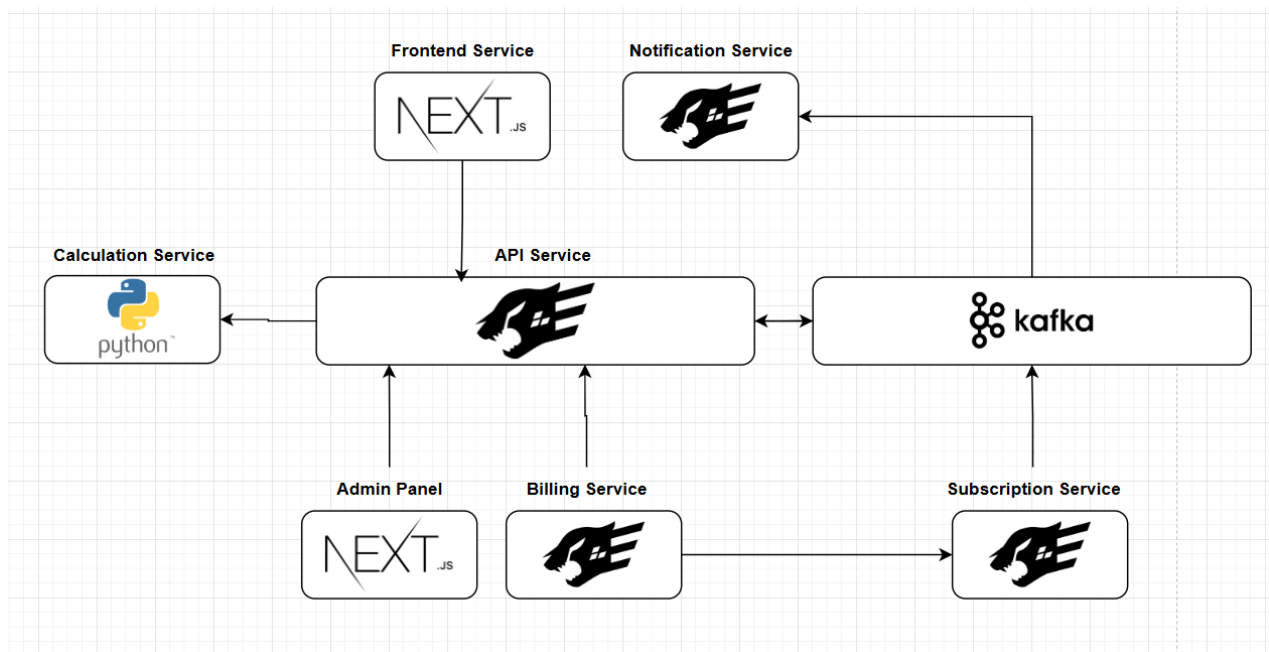 Frontend Service
Notification Service
NEXT.JS
Calculation Service
API Service
python™
kafka
Admin Panel
Billing Service
Subscription Service
NEXT.JS